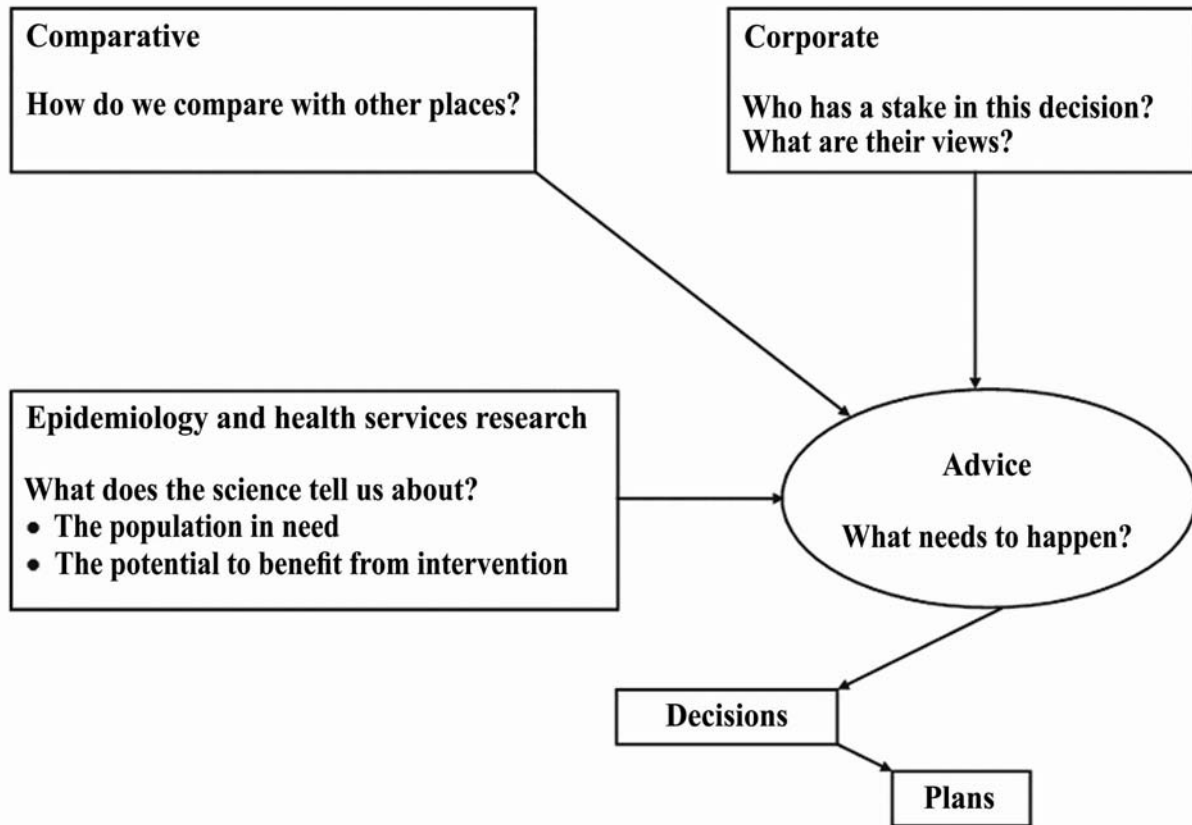 Comparative
How do we compare with other places?
Corporate
Who has a stake in this decision?
What are their views?
Epidemiology and health services research
What does the science tell us about?
• The population in need
• The potential to benefit from intervention
Advice
What needs to happen?
Decisions
Plans